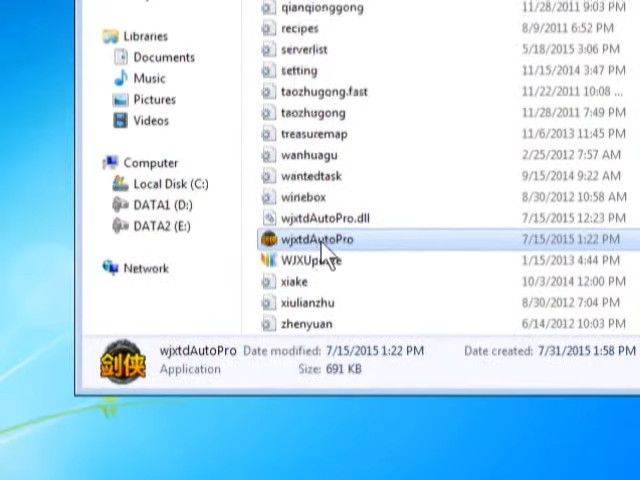 qianqionggong 11/28/2011 9:03 PM
recipes 8/9/2011 6:52 PM
serverlist 5/18/2015 3:06 PM
setting 11/15/2014 3:47 PM
taozhugong.fast 11/22/2011 10:08 ...
taozhugong 11/28/2011 7:49 PM
treasuremap 11/6/2013 11:45 PM
wanhuagu 2/25/2012 7:57 AM
wantedtask 9/15/2014 9:22 AM
winebox 8/30/2012 10:58 AM
wjxtdAutoPro.dll 7/15/2015 12:23 PM
wjxtdAutoPro 7/15/2015 1:22 PM
WJXUpdate 1/15/2013 4:44 PM
xiake 10/3/2014 12:00 PM
xiulianzhu 8/30/2012 7:04 PM
zhenyuan 6/14/2012 10:03 PM
Libraries
Documents
Music
Pictures
Videos
Computer
Local Disk (C:)
DATA1 (D:)
DATA2 (E:)
Network
剑侠
wjxtdAutoPro Date modified: 7/15/2015 1:22 PM Date created: 7/31/2015 1:58 PM
Application Size: 691 KB